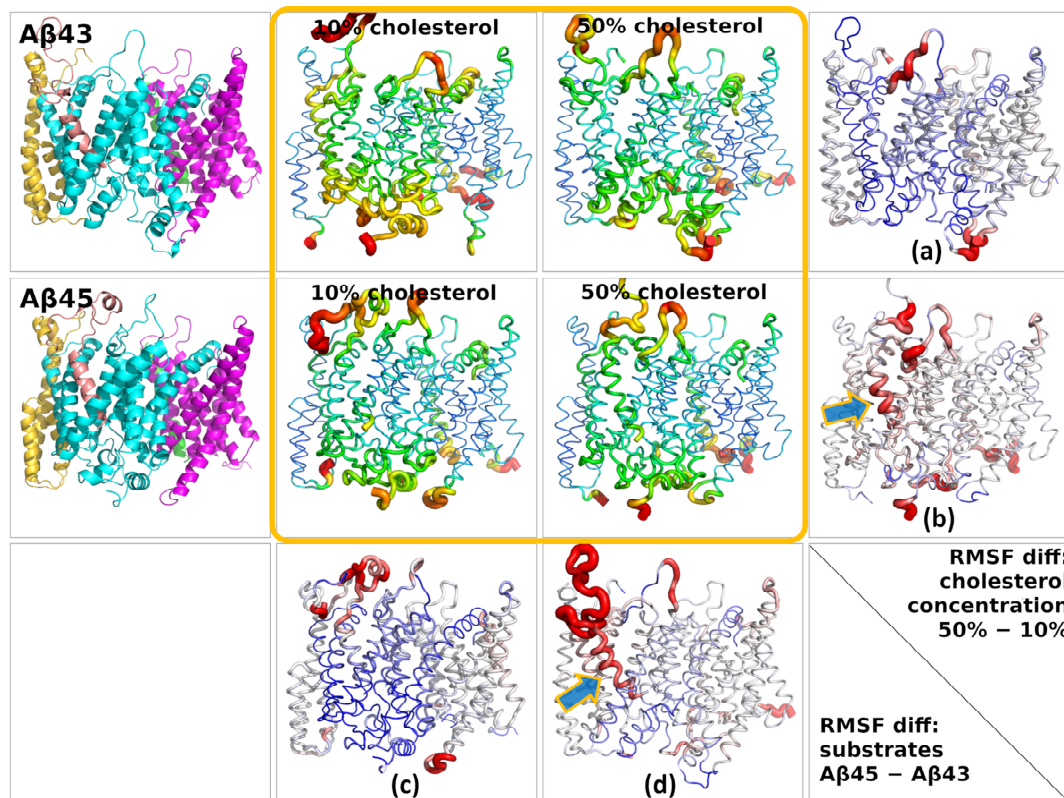 Aβ43
10% cholesterol
50% cholesterol
(a)
Aβ45
10% cholesterol
50% cholesterol
(b)
(c)
(d)
RMSF diff:
cholestero
concentration
50% − 10%
RMSF diff:
substrates
Aβ45 − Aβ43